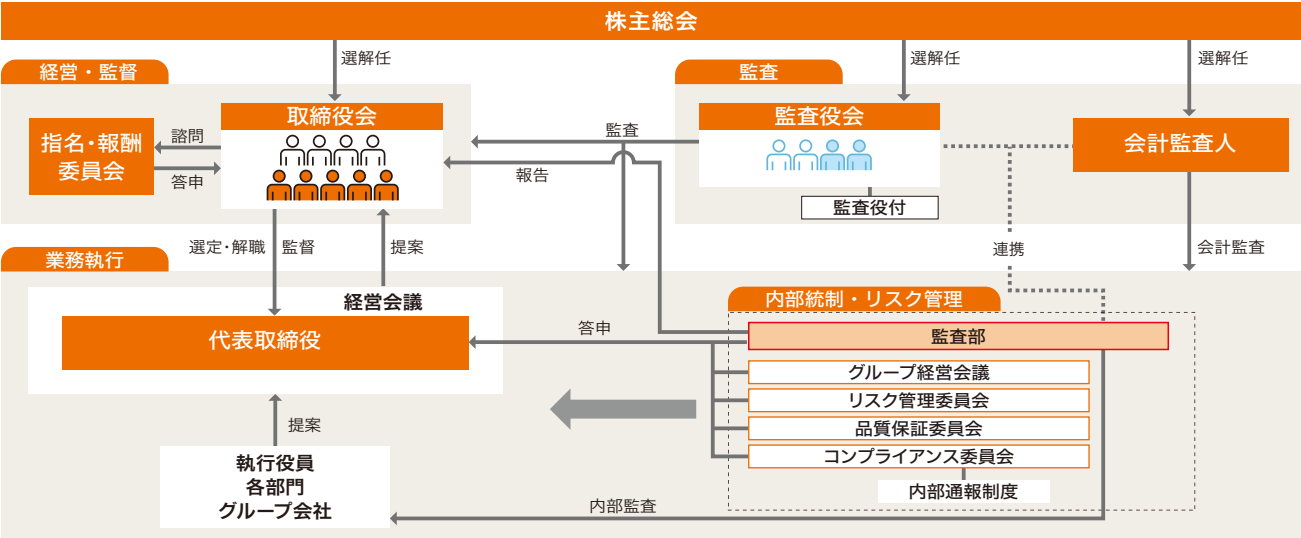 株主総会
選解任
選解任
選解任
経営・監督
監査
取締役会
監査役会
会計監査人
指名・報酬
委員会
諮問
答申
監査
報告
監査役付
選定・解職
監督
提案
連携
会計監査
業務執行
経営会議
代表取締役
答申
内部統制・リスク管理
監査部
グループ経営会議
リスク管理委員会
品質保証委員会
コンプライアンス委員会
内部通報制度
提案
執行役員
各部門
グループ会社
内部監査